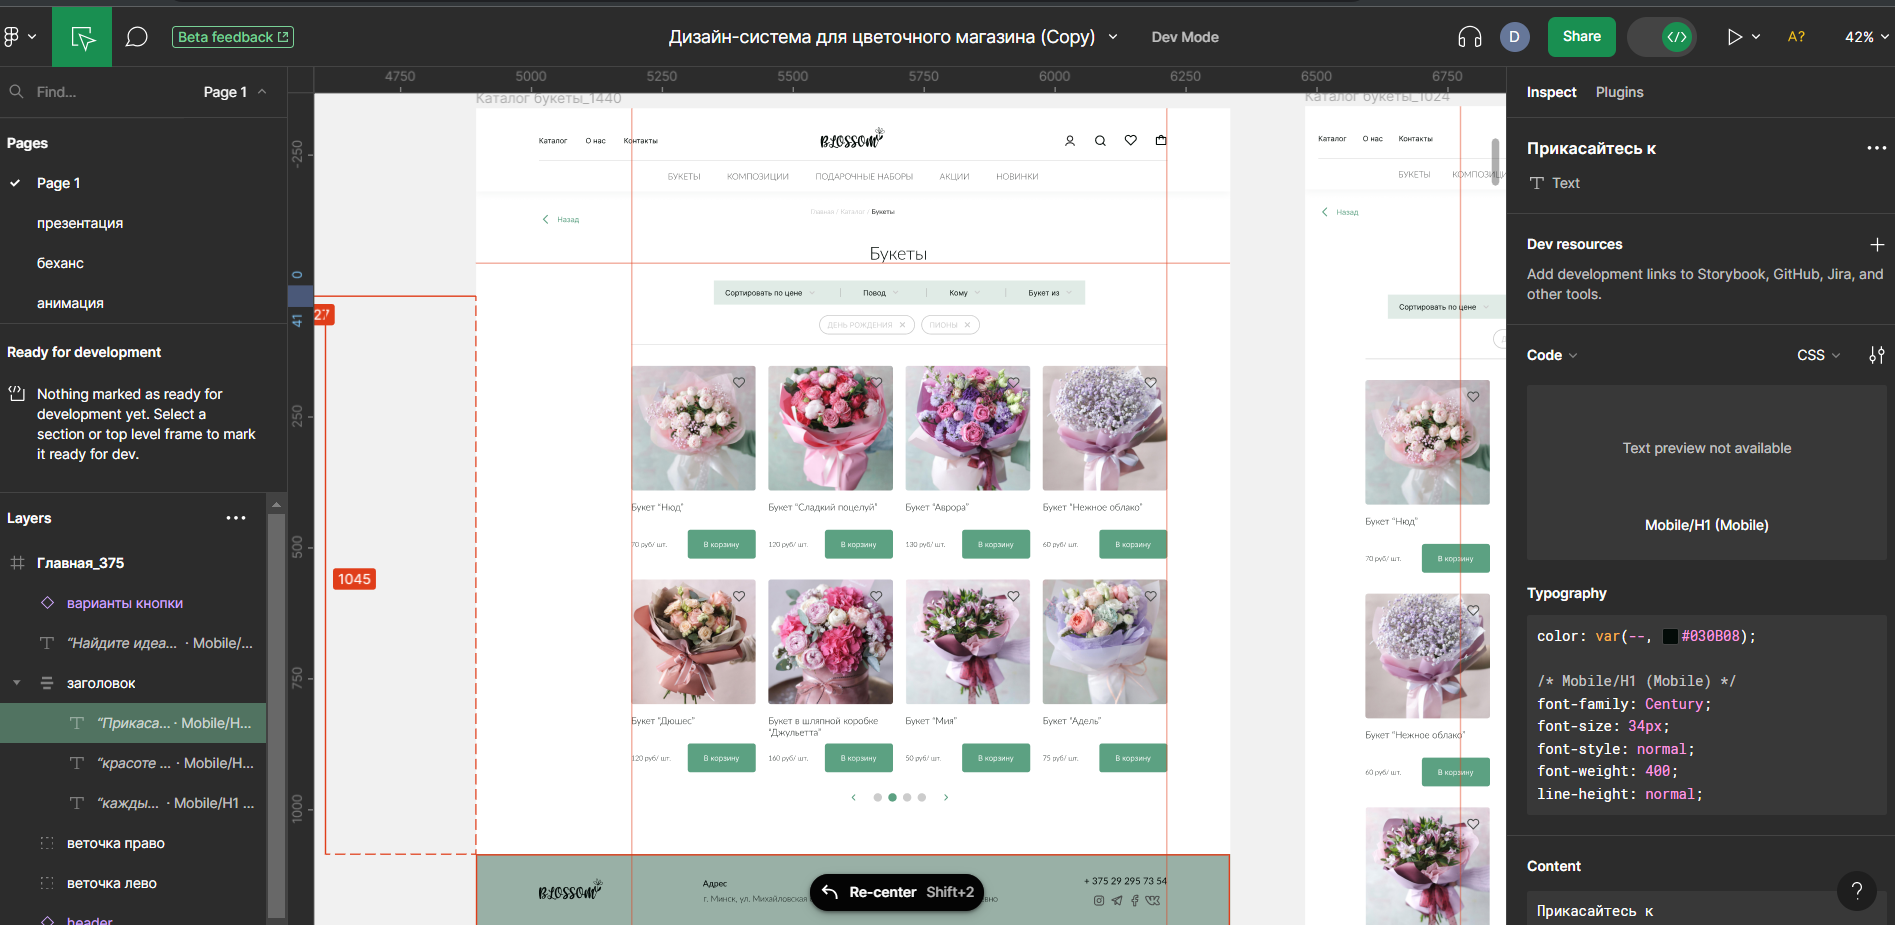 Beta feedback
Дизайн-система для цветочного магазина (Copy)
Dev Mode
D
Share
A?
42%
Find...
Page 1
Pages
Page 1
презентация
беханс
анимация
Ready for development
Nothing marked as ready for
development yet. Select a
section or top level frame to mark
it ready for dev.
Layers
Главная_375
варианты кнопки
“Найдите идеа... · Mobile/...
заголовок
“Прикаса... · Mobile/H...
“красоте ... · Mobile/H...
“кажды... · Mobile/H1 ...
веточка право
веточка лево
header
4750 5000 5250 5500 5750 6000 6250 6500 6750
-250
0
41
250
500
750
1000
27
1045
Каталог букеты_1440
Каталог О нас Контакты
BLOSSOM
БУКЕТЫ КОМПОЗИЦИИ ПОДАРОЧНЫЕ НАБОРЫ АКЦИИ НОВИНКИ
Назад
Главная / Каталог / Букеты
Букеты
Сортировать по цене Повод Кому Букет из
ДЕНЬ РОЖДЕНИЯ ПИОНЫ
Букет “Нюд” Букет “Сладкий поцелуй” Букет “Аврора” Букет “Нежное облако”
70 руб/ шт. В корзину 120 руб/ шт. В корзину 130 руб/ шт. В корзину 60 руб/ шт. В корзину
Букет “Дюшес” Букет в шляпной коробке “Джульетта” Букет “Мия” Букет “Адель”
120 руб/ шт. В корзину 160 руб/ шт. В корзину 50 руб/ шт. В корзину 75 руб/ шт. В корзину
BLOSSOM
Адрес
г. Минск, ул. Михайловская
+ 375 29 295 73 54
Re-center Shift+2
Каталог букеты_1024
Каталог О нас Контакты
БУКЕТЫ КОМПОЗИЦИ
Назад
Сортировать по цене
Букет “Нюд”
70 руб/ шт. В корзину
Букет “Нежное облако”
60 руб/ шт. В корзину
Inspect Plugins
Прикасайтесь к
Text
Dev resources
Add development links to Storybook, GitHub, Jira, and
other tools.
Code
CSS
Text preview not available
Mobile/H1 (Mobile)
Typography
color: var(--, #030B08);
/* Mobile/H1 (Mobile) */
font-family: Century;
font-size: 34px;
font-style: normal;
font-weight: 400;
line-height: normal;
Content
Прикасайтесь к
?